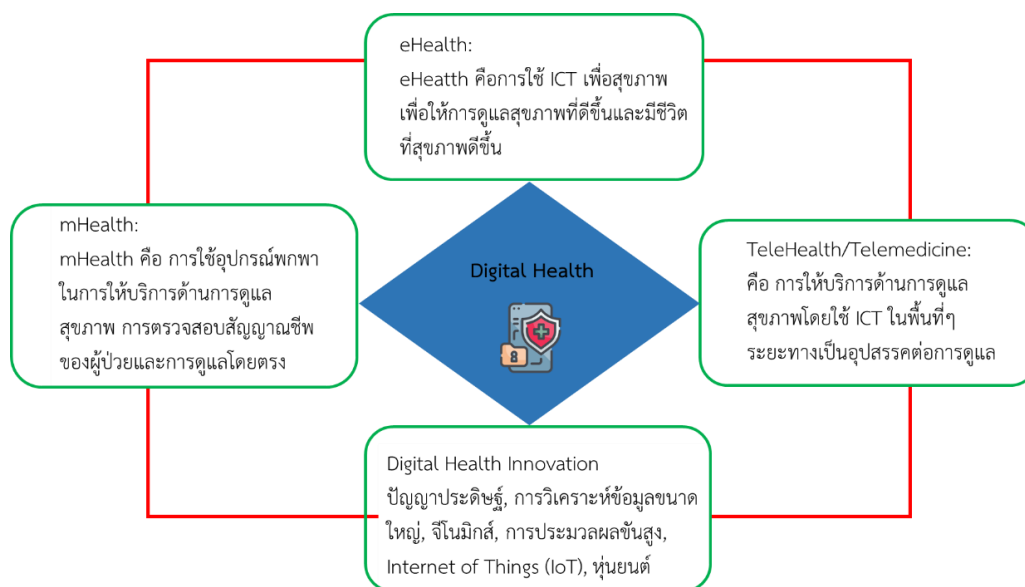 eHealth:
eHeatth คือการใช้ ICT เพื่อสุขภาพ
เพื่อให้การดูแลสุขภาพที่ดีขึ้นและมีชีวิต
ที่สุขภาพดีขึ้น
mHealth:
mHealth คือ การใช้อุปกรณ์พกพา
ในการให้บริการด้านการดูแล
สุขภาพ การตรวจสอบสัญญาณชีพ
ของผู้ป่วยและการดูแลโดยตรง
Digital Health
TeleHealth/Telemedicine:
คือ การให้บริการด้านการดูแล
สุขภาพโดยใช้ ICT ในพื้นที่ๆ
ระยะทางเป็นอุปสรรคต่อการดูแล
Digital Health Innovation
ปัญญาประดิษฐ์, การวิเคราะห์ข้อมูลขนาด
ใหญ่, จีโนมิกส์, การประมวลผลขันสูง,
Internet of Things (IoT), หุ่นยนต์